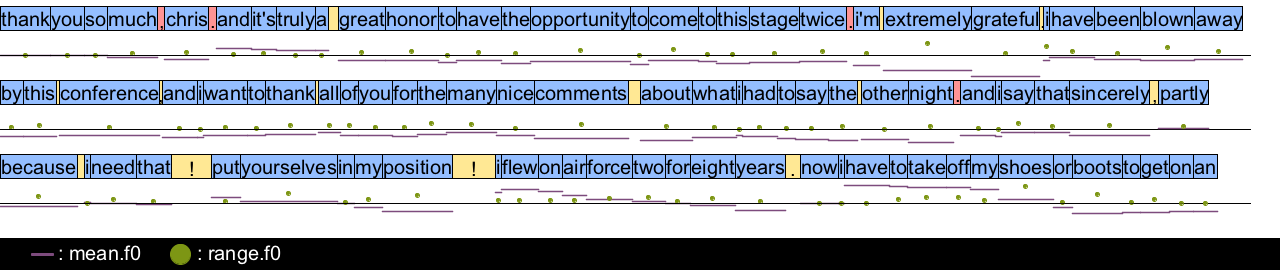 thank you so much , chris . and it's truly a great honor to have the opportunity to come to this stage twice . i'm extremely grateful . i have been blown away
by this conference , and i want to thank all of you for the many nice comments about what i had to say the other night . and i say that sincerely , partly
because i need that ! put yourselves in my position ! i flew on air force two for eight years . now i have to take off my shoes or boots to get on an
: mean.f0 : range.f0